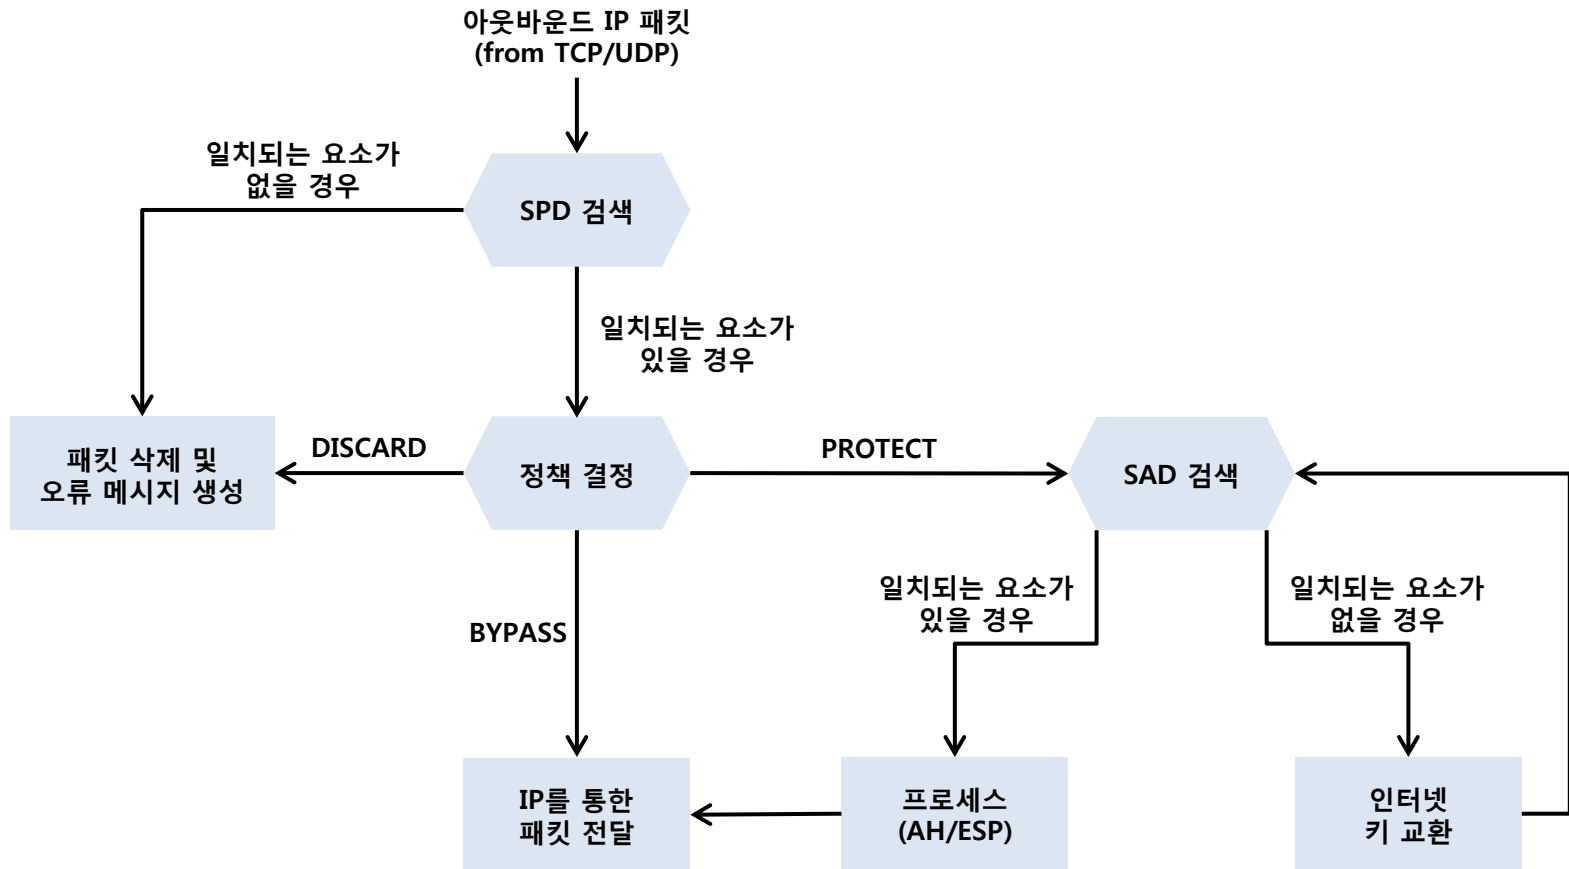 아웃바운드 IP 패킷
(from TCP/UDP)
일치되는 요소가
없을 경우
SPD 검색
일치되는 요소가
있을 경우
패킷 삭제 및
오류 메시지 생성
DISCARD
정책 결정
PROTECT
SAD 검색
BYPASS
일치되는 요소가
있을 경우
일치되는 요소가
없을 경우
IP를 통한
패킷 전달
프로세스
(AH/ESP)
인터넷
키 교환